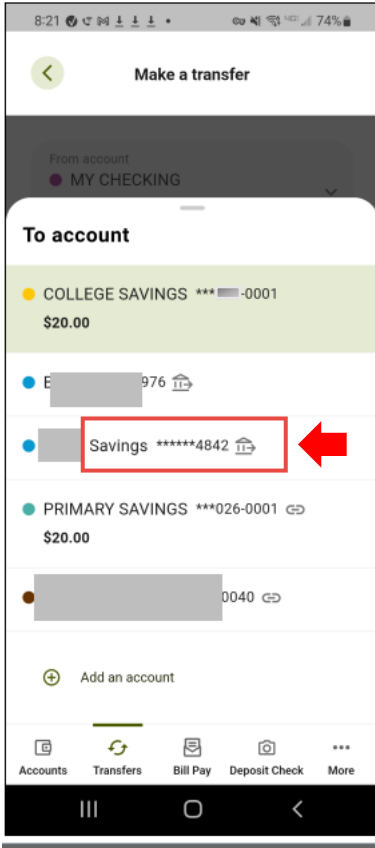 8:21 74%
Make a transfer
From account
MY CHECKING
To account
COLLEGE SAVINGS *** -0001
$20.00
E 976
Savings ******4842
PRIMARY SAVINGS ***026-0001
$20.00
0040
Add an account
Accounts Transfers Bill Pay Deposit Check More